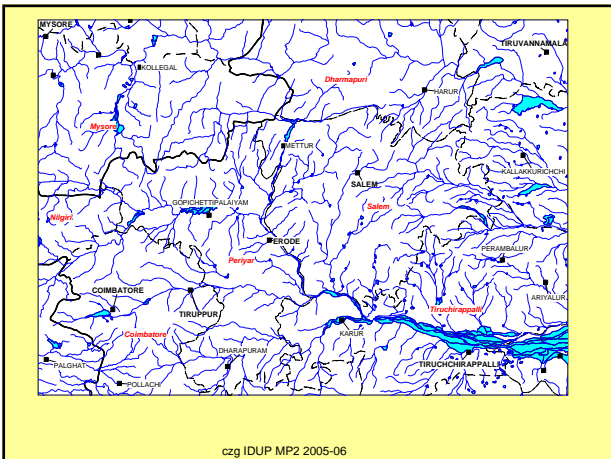 MYSORE
TIRUVANNAMALA
KOLLEGAL
Dharmapuri
HARUR
Mysore
METTUR
KALLAKKURICHCHI
SALEM
GOPICHETTIPALAIYAM
Nilgiri
Salem
ERODE
PERAMBALUR
Periyar
COIMBATORE
ARIYALUR
TIRUPPUR
Tiruchirappalli
Coimbatore
KARUR
DHARAPURAM
PALGHAT
TIRUCHCHIRAPPALLI
POLLACHI
czg IDUP MP2 2005-06